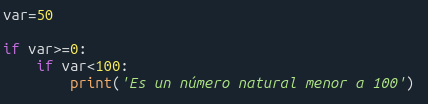 var=50
if var>=0:
    if var<100:
        print('Es un número natural menor a 100')